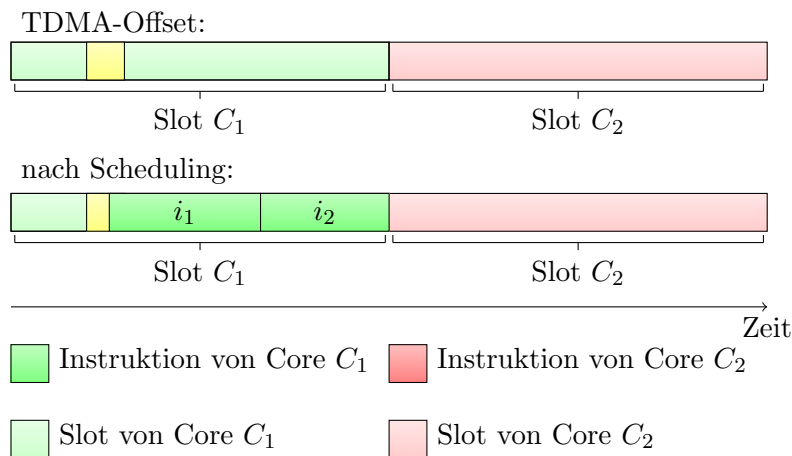 TDMA-Offset:
Slot C₁ Slot C₂
nach Scheduling:
i₁ i₂
Slot C₁ Slot C₂
Zeit
Instruktion von Core C₁ Instruktion von Core C₂
Slot von Core C₁ Slot von Core C₂